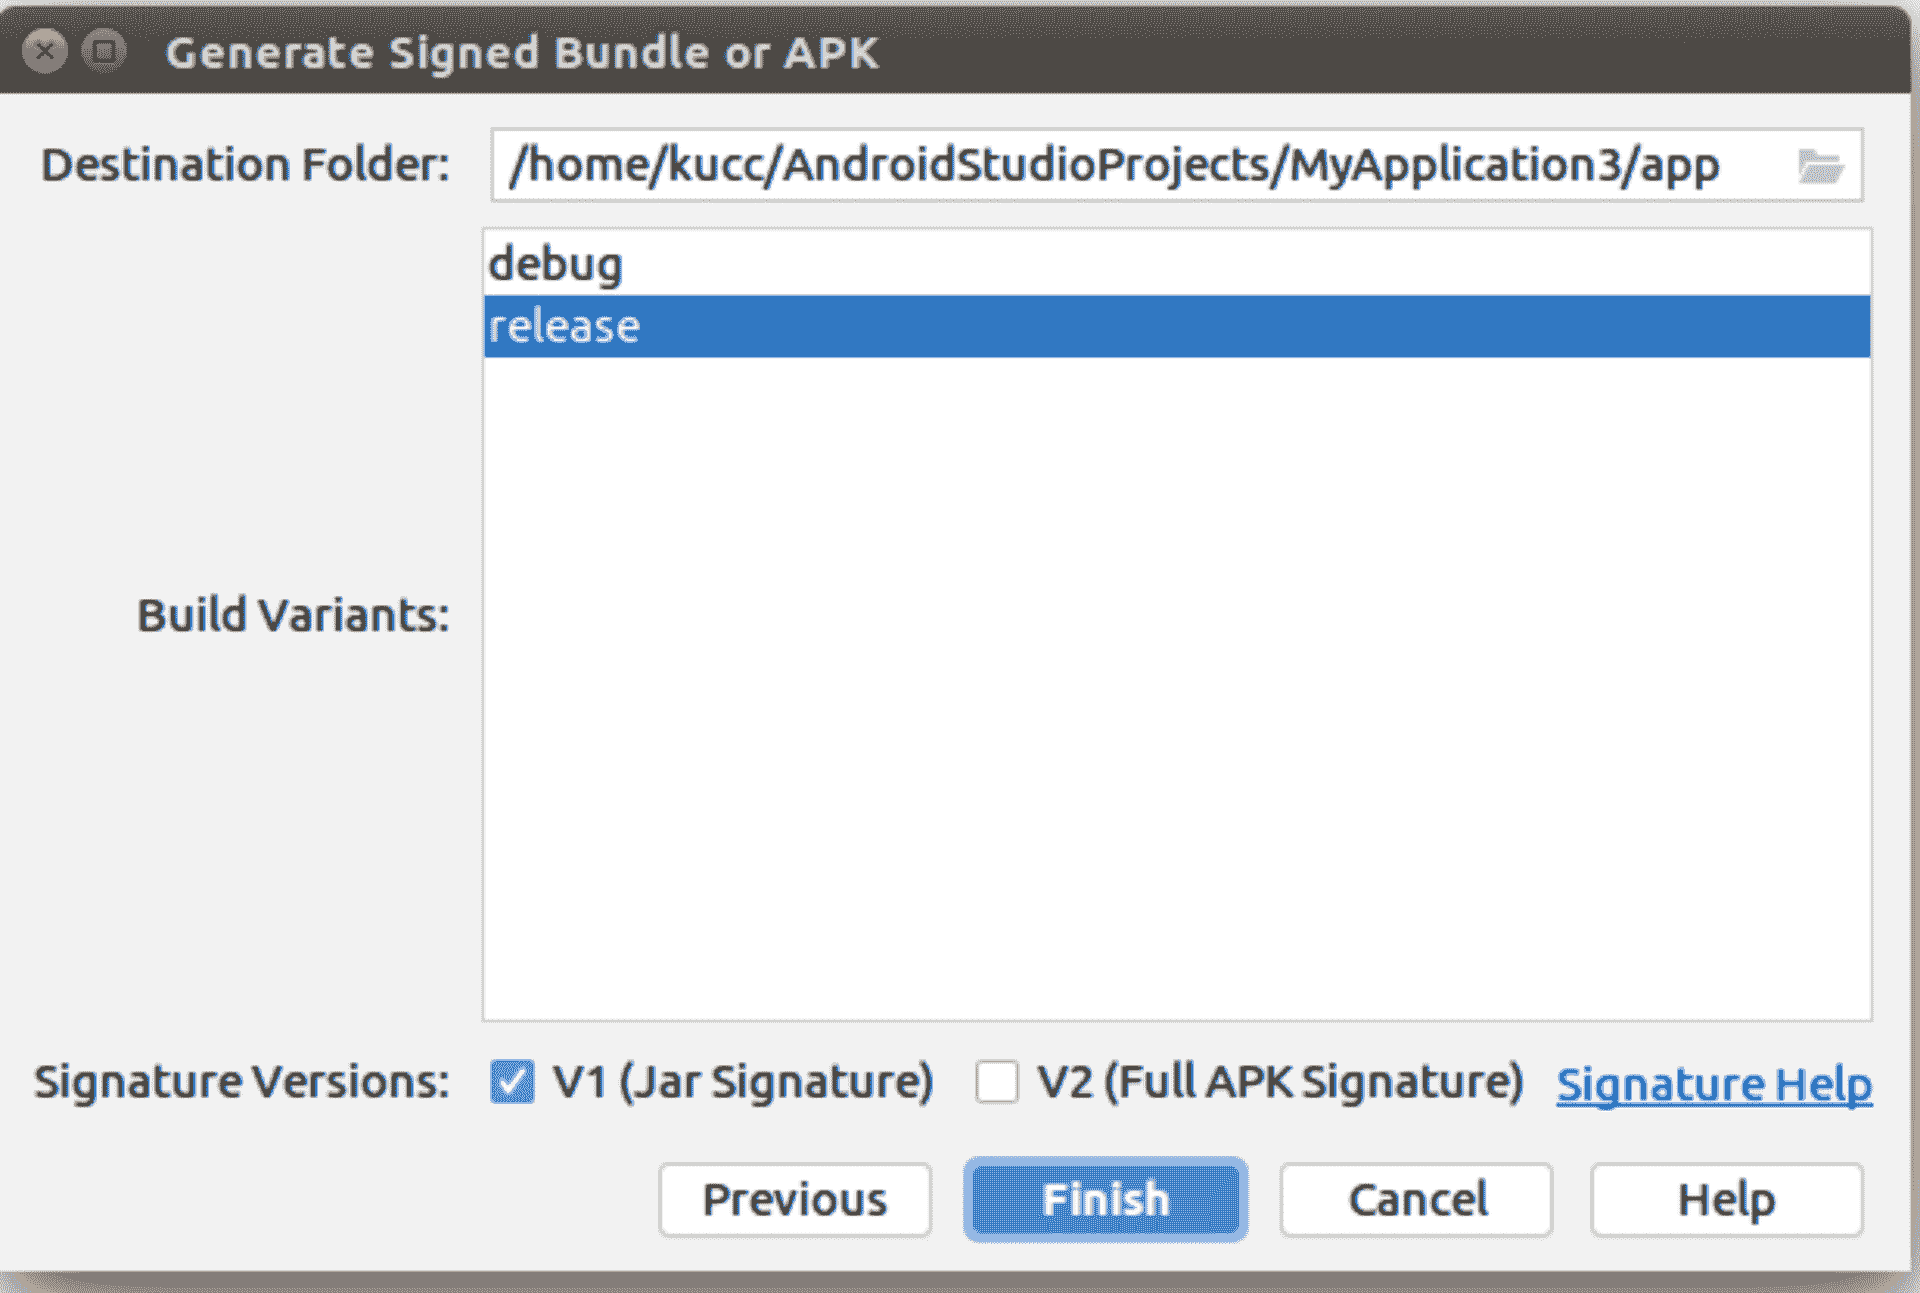 Generate Signed Bundle or APK
Destination Folder: /home/kucc/AndroidStudioProjects/MyApplication3/app
debug
release
Build Variants:
Signature Versions: V1 (Jar Signature) V2 (Full APK Signature) Signature Help
Previous Finish Cancel Help